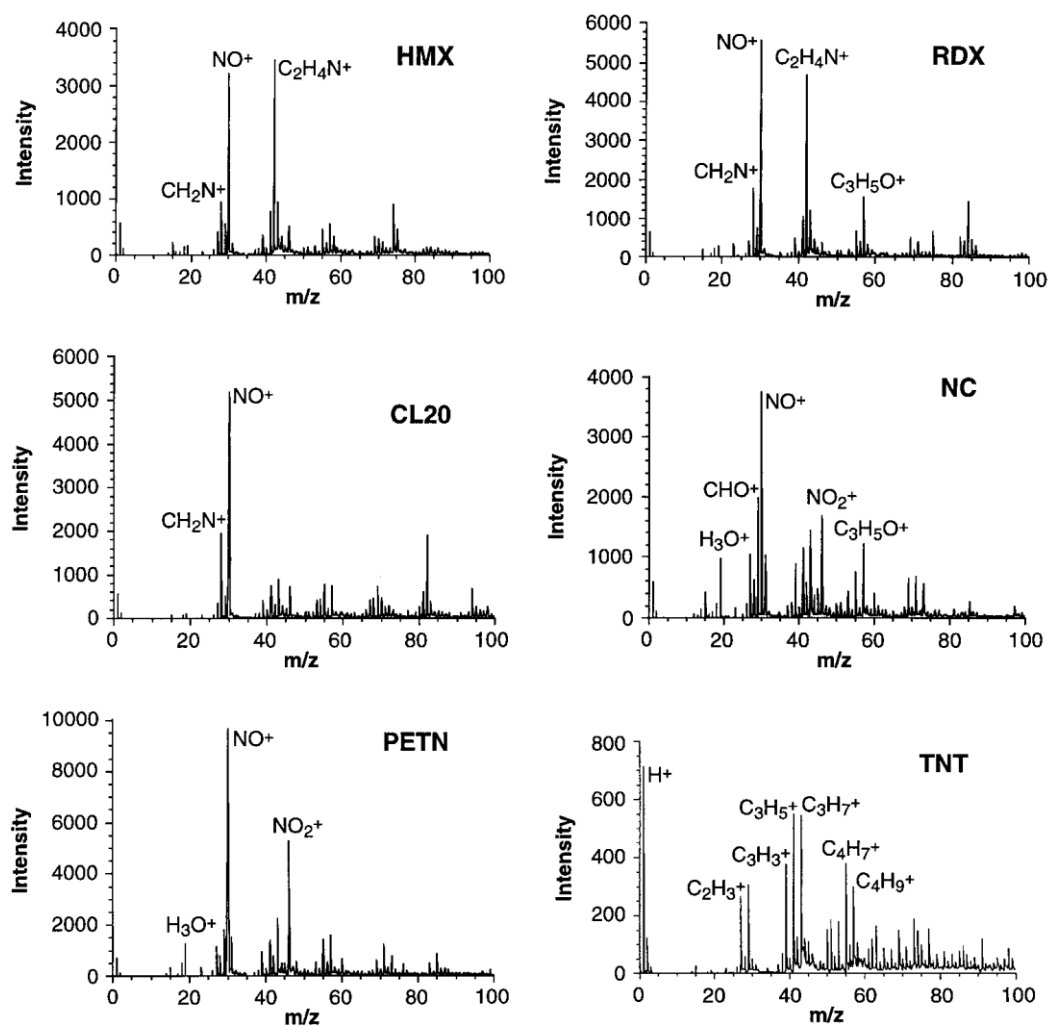 HMX
Intensity
4000
3000
2000
1000
0
NO+
C2H4N+
CH2N+
0 20 40 60 80 100
m/z
RDX
Intensity
6000
5000
4000
3000
2000
1000
0
NO+
C2H4N+
CH2N+
C3H5O+
0 20 40 60 80 100
m/z
CL20
Intensity
6000
5000
4000
3000
2000
1000
0
NO+
CH2N+
0 20 40 60 80 100
m/z
NC
Intensity
4000
3000
2000
1000
0
NO+
CHO+
NO2+
H3O+
C3H5O+
0 20 40 60 80 100
m/z
PETN
Intensity
10000
8000
6000
4000
2000
0
NO+
NO2+
H3O+
0 20 40 60 80 100
m/z
TNT
Intensity
800
600
400
200
0
H+
C3H5+ C3H7+
C3H3+ C4H7+
C2H3+ C4H9+
0 20 40 60 80 100
m/z